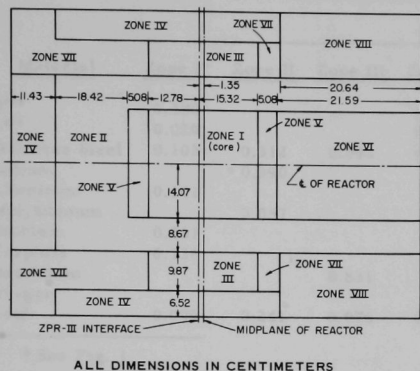 ZONE IV
ZONE VII
ZONE VII
ZONE III
ZONE VIII
1.35
20.64
11.43
18.42
5.08
12.78
15.32
5.08
21.59
ZONE IV
ZONE II
ZONE I (core)
ZONE V
ZONE VI
ZONE V
℄ OF REACTOR
14.07
8.67
ZONE VII
9.87
ZONE III
ZONE VII
ZONE VIII
ZONE IV
6.52
ZPR-III INTERFACE
MIDPLANE OF REACTOR
ALL DIMENSIONS IN CENTIMETERS